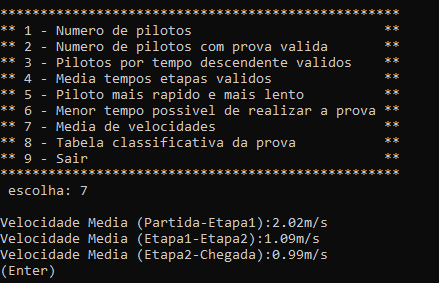 **************************************************
** 1 - Numero de pilotos                        **
** 2 - Numero de pilotos com prova valida       **
** 3 - Pilotos por tempo descendente validos    **
** 4 - Media tempos etapas validos              **
** 5 - Piloto mais rapido e mais lento          **
** 6 - Menor tempo possivel de realizar a prova **
** 7 - Media de velocidades                     **
** 8 - Tabela classificativa da prova           **
** 9 - Sair                                     **
**************************************************
escolha: 7
Velocidade Media (Partida-Etapa1):2.02m/s
Velocidade Media (Etapa1-Etapa2):1.09m/s
Velocidade Media (Etapa2-Chegada):0.99m/s
(Enter)